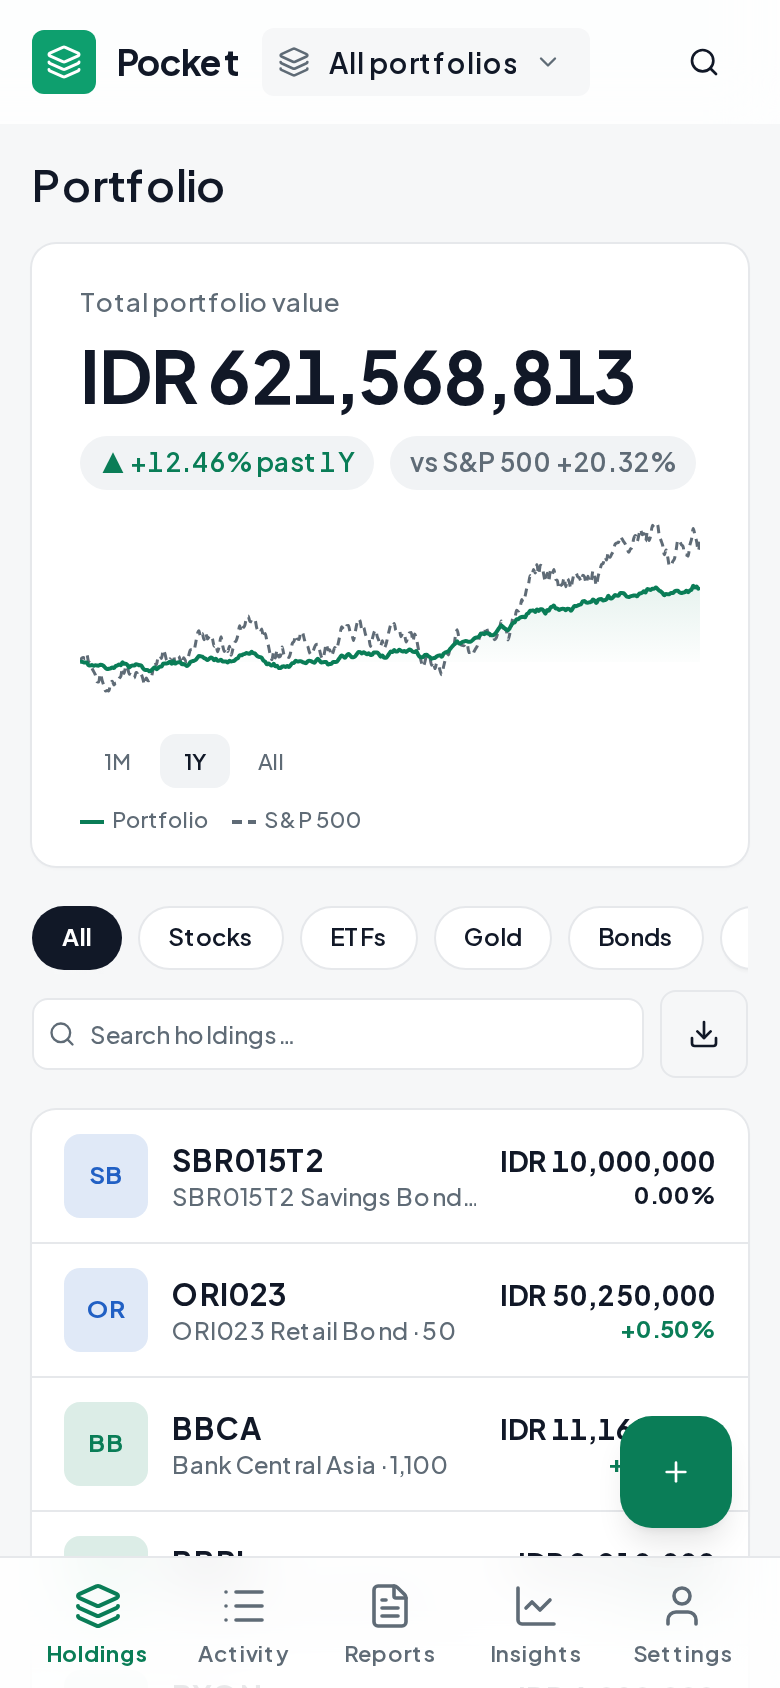 Pocket
All portfolios
Portfolio
Total portfolio value
IDR 621,568,813
▲ +12.46% past 1Y
vs S&P 500 +20.32%
1M
1Y
All
Portfolio
S&P 500
All
Stocks
ETFs
Gold
Bonds
Search holdings…
SB
SBR015T2
SBR015T2 Savings Bond…
IDR 10,000,000
0.00%
OR
ORI023
ORI023 Retail Bond · 50
IDR 50,250,000
+0.50%
BB
BBCA
Bank Central Asia · 1,100
IDR 11,16
+
Holdings
Activity
Reports
Insights
Settings